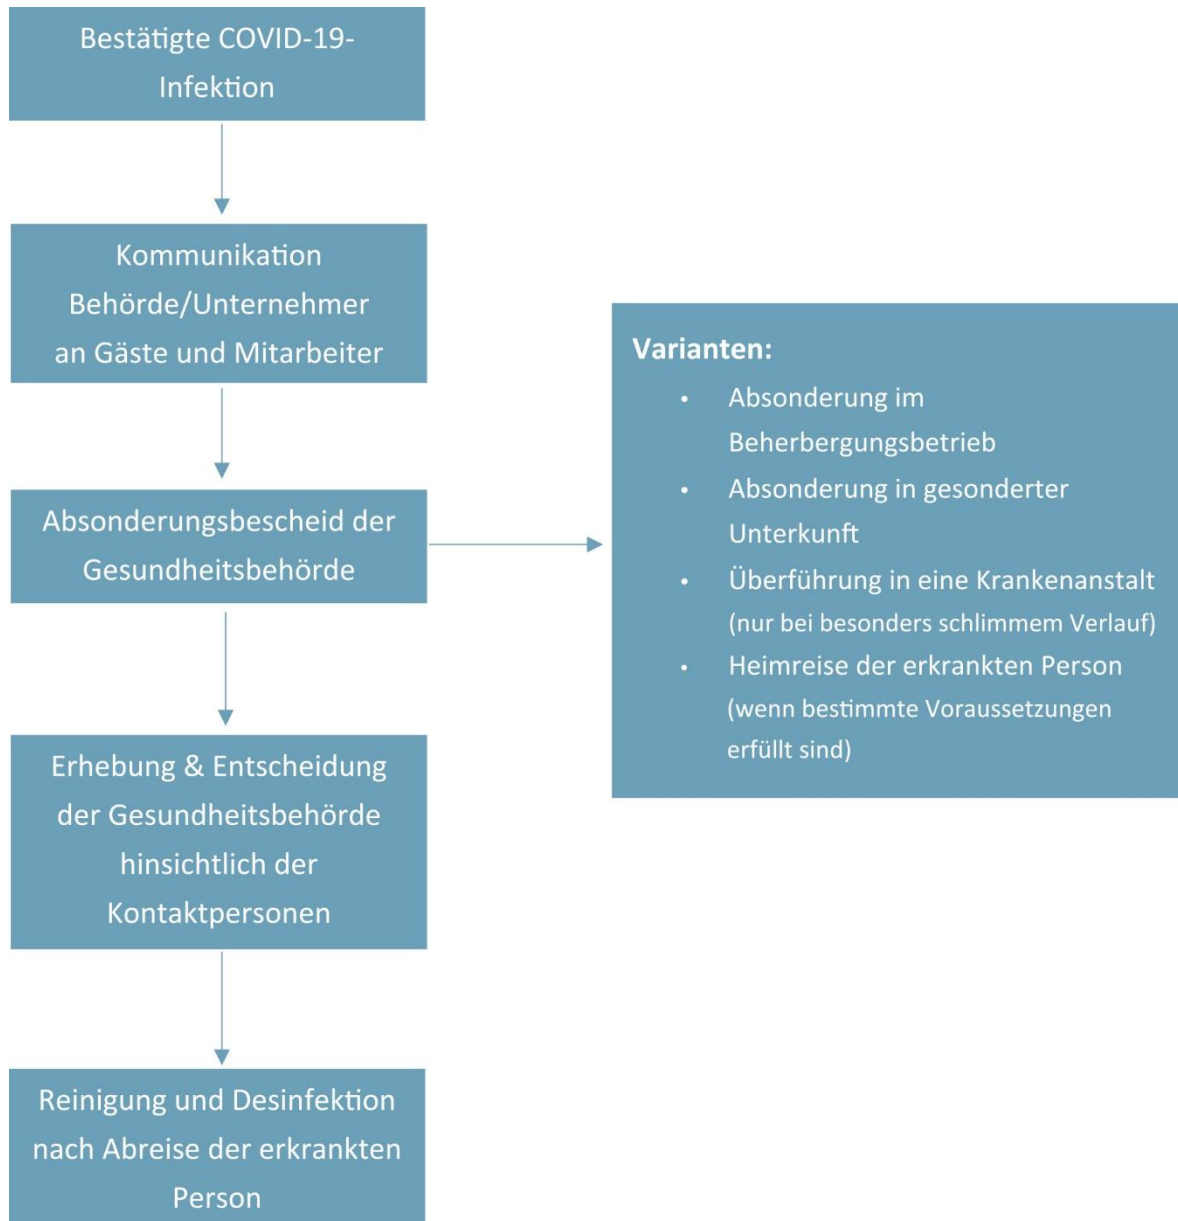 Bestätigte COVID-19-
Infektion
Kommunikation
Behörde/Unternehmer
an Gäste und Mitarbeiter
Absonderungsbescheid der
Gesundheitsbehörde
Varianten:
• Absonderung im
Beherbergungsbetrieb
• Absonderung in gesonderter
Unterkunft
• Überführung in eine Krankenanstalt
(nur bei besonders schlimmem Verlauf)
• Heimreise der erkrankten Person
(wenn bestimmte Voraussetzungen
erfüllt sind)
Erhebung & Entscheidung
der Gesundheitsbehörde
hinsichtlich der
Kontaktpersonen
Reinigung und Desinfektion
nach Abreise der erkrankten
Person